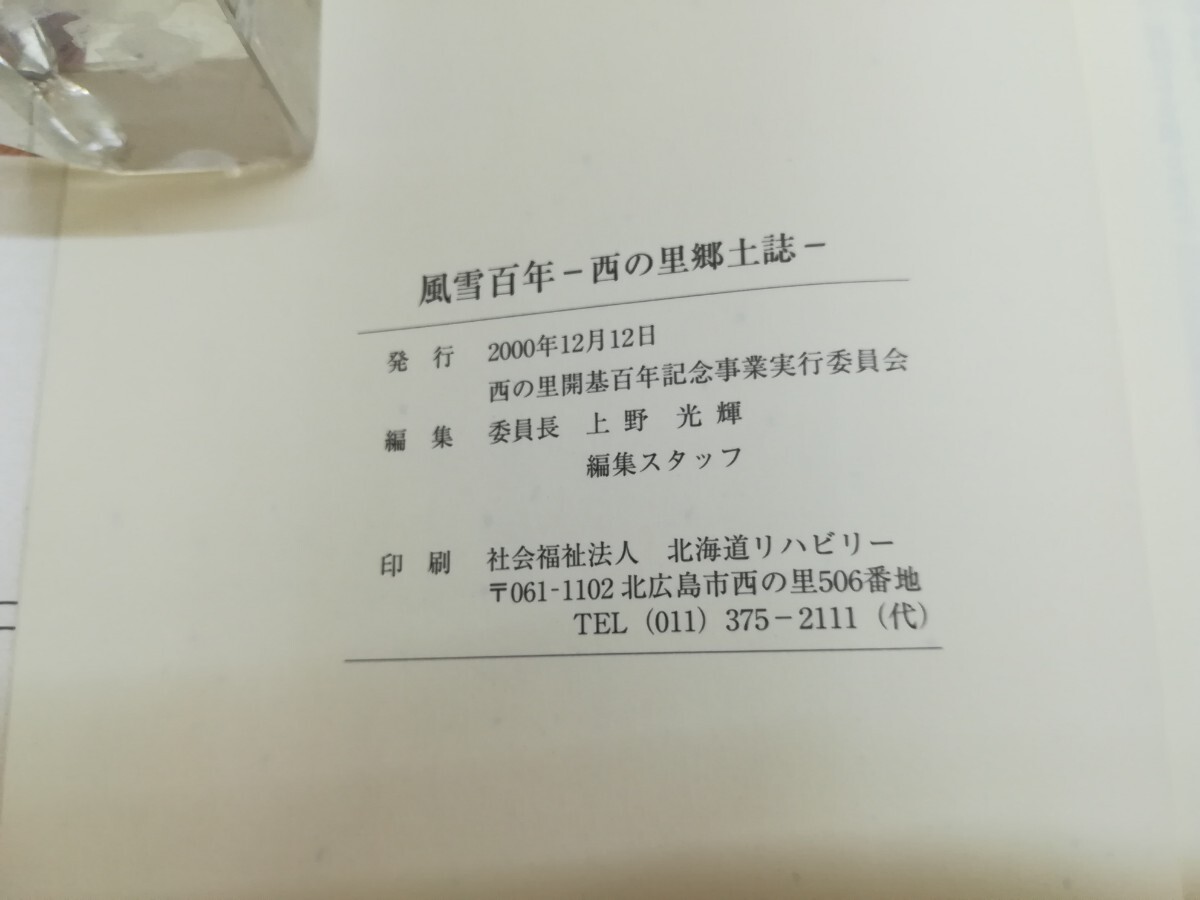 風雪百年－西の里郷土誌－
発 行 2000年12月12日
西の里開基百年記念事業実行委員会
編 集 委員長 上 野 光 輝
編集スタッフ
印 刷 社会福祉法人 北海道リハビリー
〒061-1102 北広島市西の里506番地
TEL（011）375－2111（代）